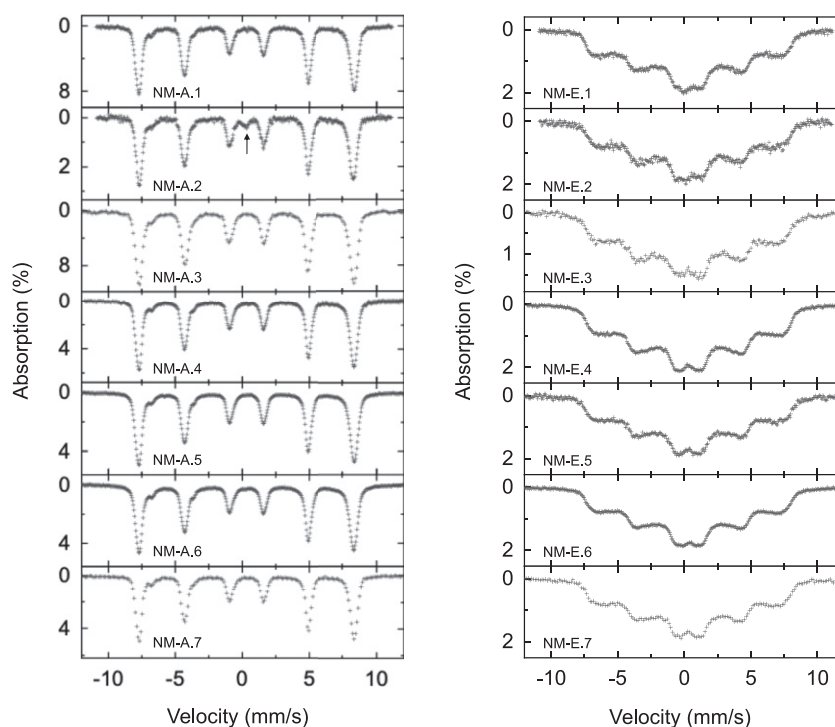 Absorption (%)
0
8
NM-A.1
0
2
NM-A.2
0
8
NM-A.3
0
4
NM-A.4
0
4
NM-A.5
0
4
NM-A.6
0
4
NM-A.7
-10 -5 0 5 10
Velocity (mm/s)
Absorption (%)
0
2
NM-E.1
0
2
NM-E.2
0
1
NM-E.3
0
2
NM-E.4
0
2
NM-E.5
0
2
NM-E.6
0
2
NM-E.7
-10 -5 0 5 10
Velocity (mm/s)